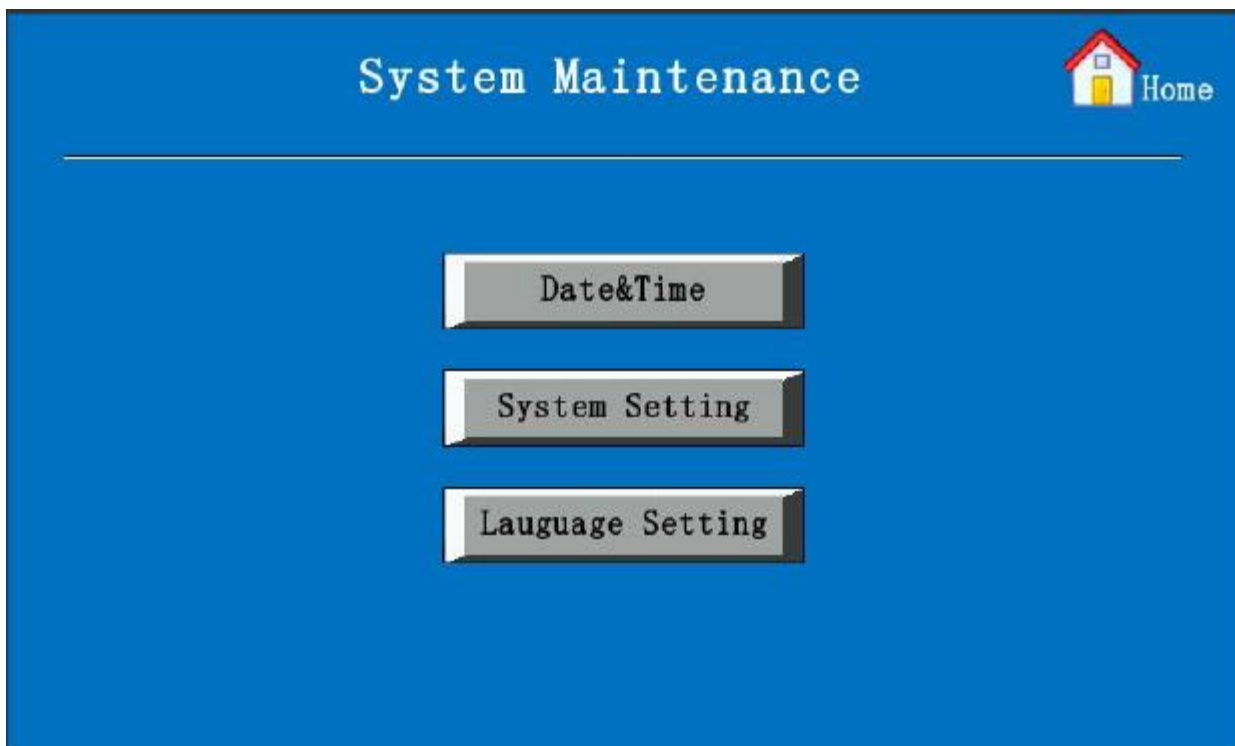 System Maintenance
Home
Date&Time
System Setting
Lauguage Setting